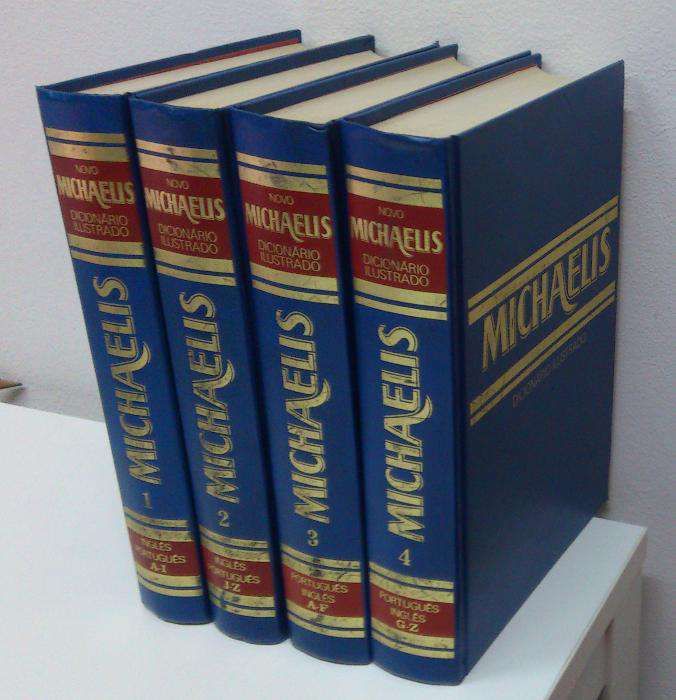 NOVO
MICHAELIS
DICIONÁRIO
ILUSTRADO
MICHAELIS
1
INGLÊS
PORTUGUÊS
A-I
NOVO
MICHAELIS
DICIONÁRIO
ILUSTRADO
MICHAELIS
2
INGLÊS
PORTUGUÊS
J-Z
NOVO
MICHAELIS
DICIONÁRIO
ILUSTRADO
MICHAELIS
3
PORTUGUÊS
INGLÊS
A-F
NOVO
MICHAELIS
DICIONÁRIO
ILUSTRADO
MICHAELIS
4
PORTUGUÊS
INGLÊS
G-Z
MICHAELIS
DICIONÁRIO ILUSTRADO